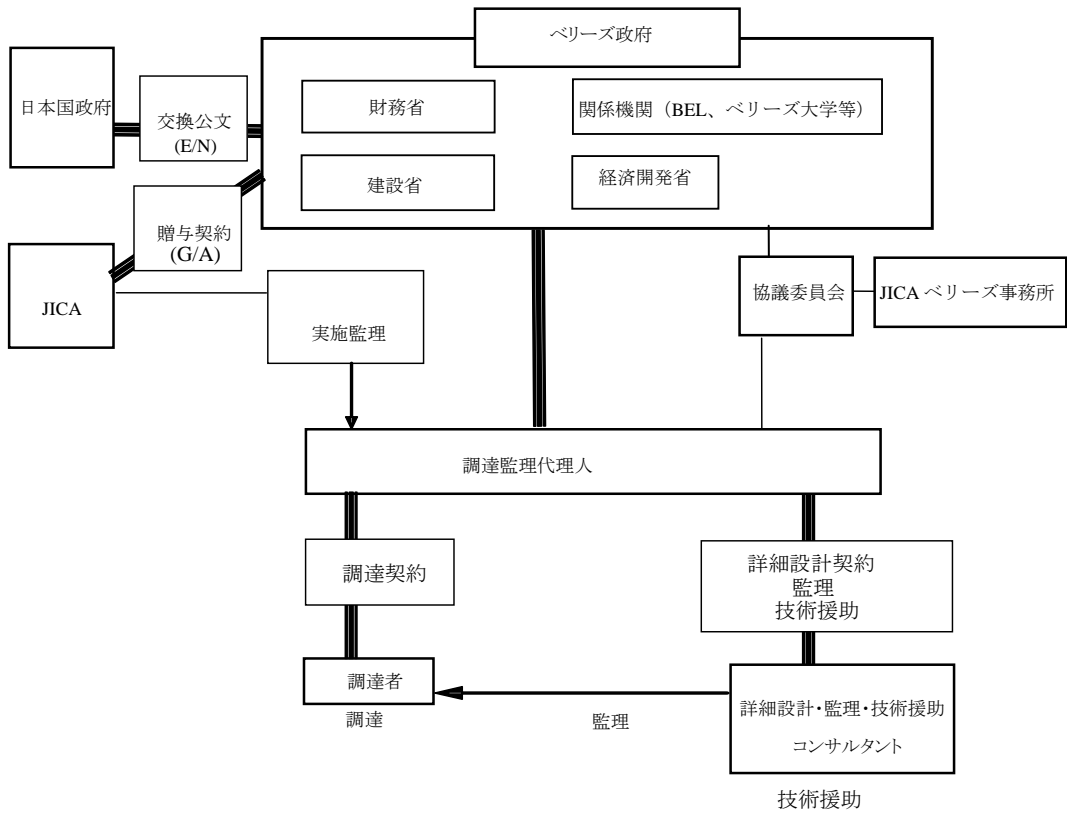 ベリーズ政府
日本国政府
交換公文
(E/N)
財務省
関係機関（BEL、ベリーズ大学等）
建設省
経済開発省
贈与契約
(G/A)
JICA
実施監理
協議委員会
JICA ベリーズ事務所
調達監理代理人
調達契約
詳細設計契約
監理
技術援助
調達者
調達
監理
詳細設計・監理・技術援助
コンサルタント
技術援助